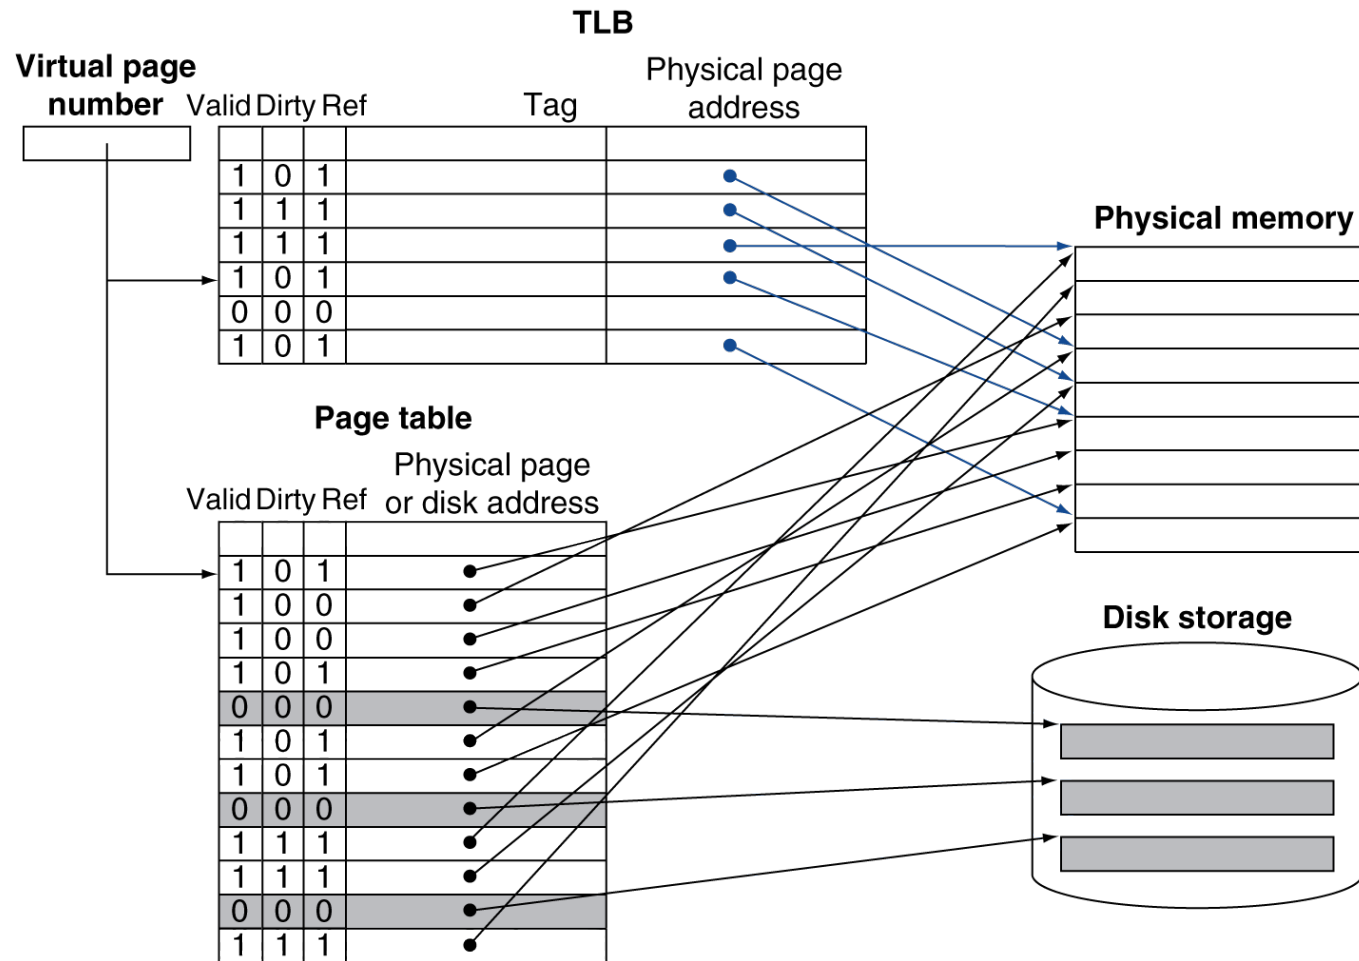 TLB
Virtual page
number
Valid Dirty Ref
Tag
Physical page
address
1 0 1
1 1 1
1 1 1
1 0 1
0 0 0
1 0 1
Physical memory
Page table
Physical page
or disk address
Valid Dirty Ref
1 0 1
1 0 0
1 0 0
1 0 1
0 0 0
1 0 1
1 0 1
0 0 0
1 1 1
1 1 1
0 0 0
1 1 1
Disk storage